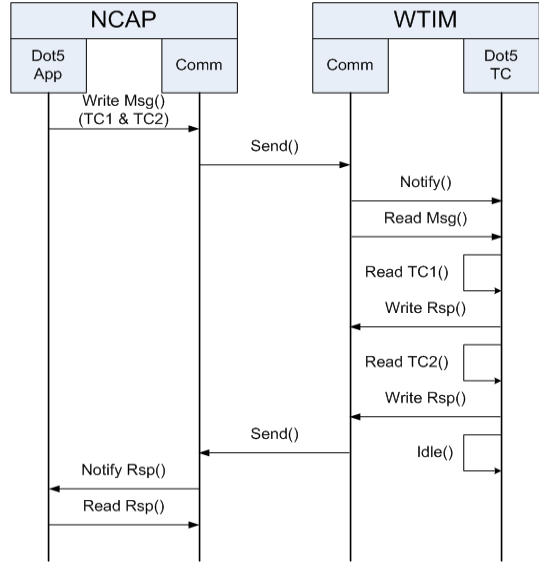 NCAP
WTIM
Dot5
App
Comm
Comm
Dot5
TC
Write Msg()
(TC1 & TC2)
Send()
Notify()
Read Msg()
Read TC1()
Write Rsp()
Read TC2()
Write Rsp()
Send()
Idle()
Notify Rsp()
Read Rsp()